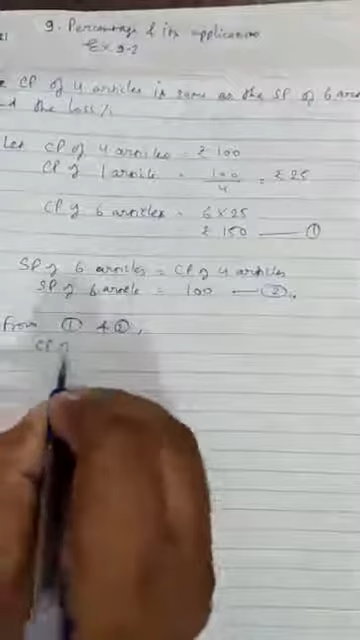 9. Percentage & its application
Ex 9.2
CP of 4 articles is same as the SP of 6
the loss%
Let CP of 4 articles = ₹ 100
CP of 1 article = 100/4 = ₹ 25
CP of 6 articles = 6 × 25
₹ 150 —— ①
SP of 6 articles = CP of 4 articles
SP of 6 article = 100 —— ②.
From ① & ②,
CP of